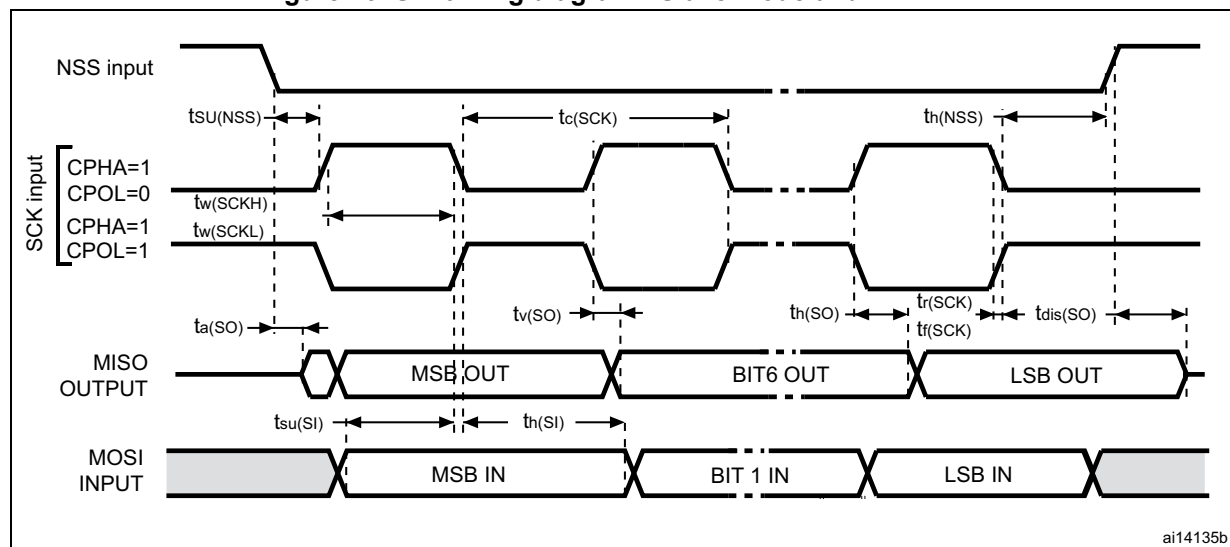 NSS input
tSU(NSS)
tc(SCK)
th(NSS)
SCK input
CPHA=1
CPOL=0
tw(SCKH)
CPHA=1
tw(SCKL)
CPOL=1
ta(SO)
tv(SO)
th(SO)
tr(SCK)
tf(SCK)
tdis(SO)
MISO
OUTPUT
MSB OUT
BIT6 OUT
LSB OUT
tsu(SI)
th(SI)
MOSI
INPUT
MSB IN
BIT 1 IN
LSB IN
ai14135b